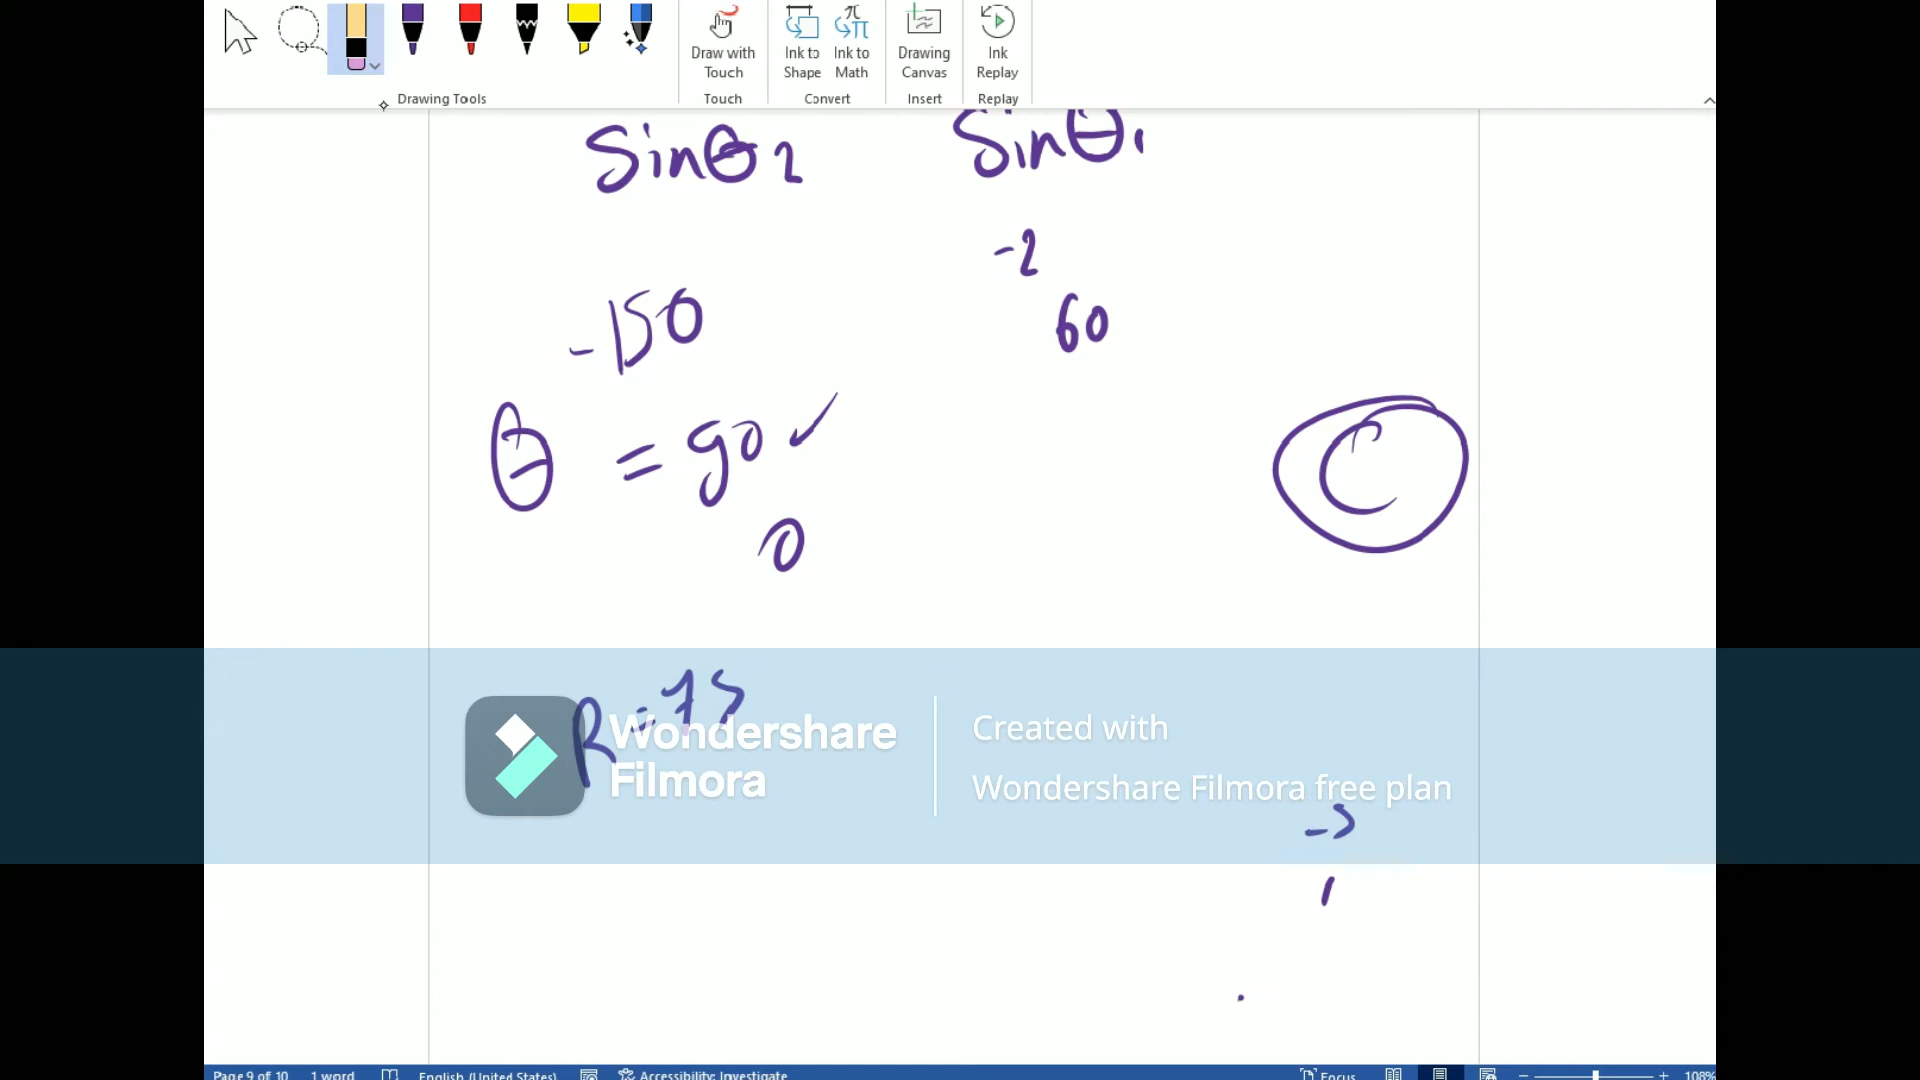 Draw with Touch
Ink to Shape
Ink to Math
Drawing Canvas
Ink Replay
Drawing Tools
Touch
Convert
Insert
Replay
Sinθ2
Sinθ1
-2
-150
60
θ = 90 ✓
0
C
R=75
Wondershare
Filmora
Created with
Wondershare Filmora free plan
Page 9 of 10
1 word
English (United States)
Accessibility: Investigate
Focus
108%